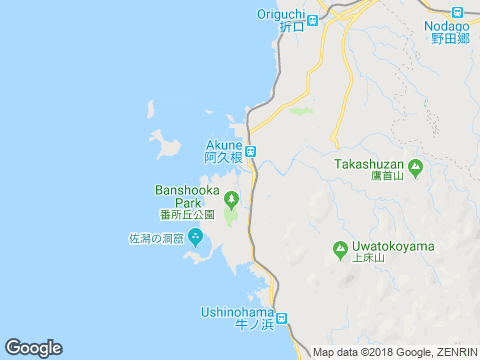 Origuchi
折口
Nodago
野田郷
Akune
阿久根
Takashuzan
鷹首山
Banshooka
Park
番所丘公園
佐潟の洞窟
Uwatokoyama
上床山
Ushinohama
牛ノ浜
Google
Map data ©2018 Google, ZENRIN